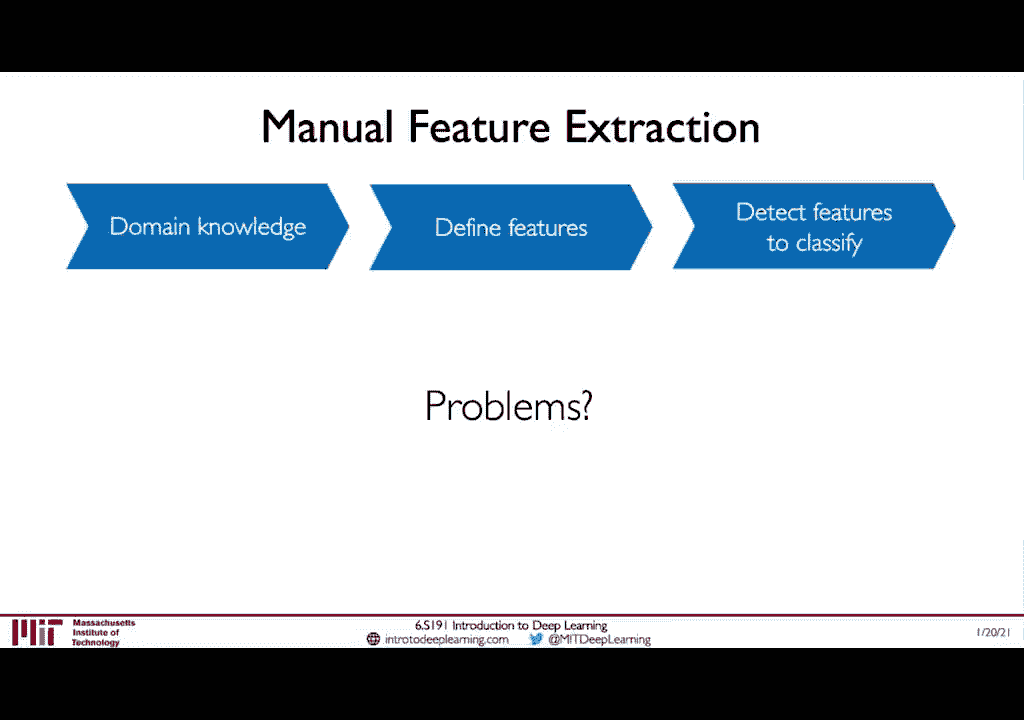 Manual Feature Extraction
Domain knowledge
Define features
Detect features
to classify
Problems?
Massachusetts
Institute of
Technology
6.S191 Introduction to Deep Learning
introtodeeplearning.com @MITDeepLearning
1/20/21